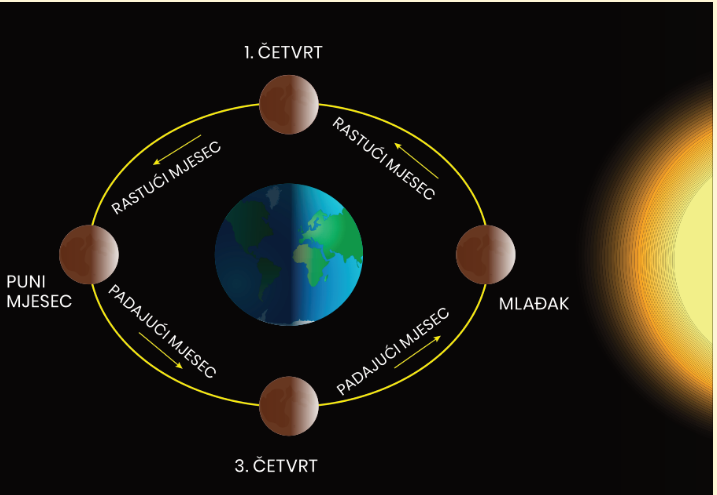 1. ČETVRT
RASTUĆI MJESEC
RASTUĆI MJESEC
PUNI
MJESEC
MLAĐAK
PADAJUĆI MJESEC
PADAJUĆI MJESEC
3. ČETVRT